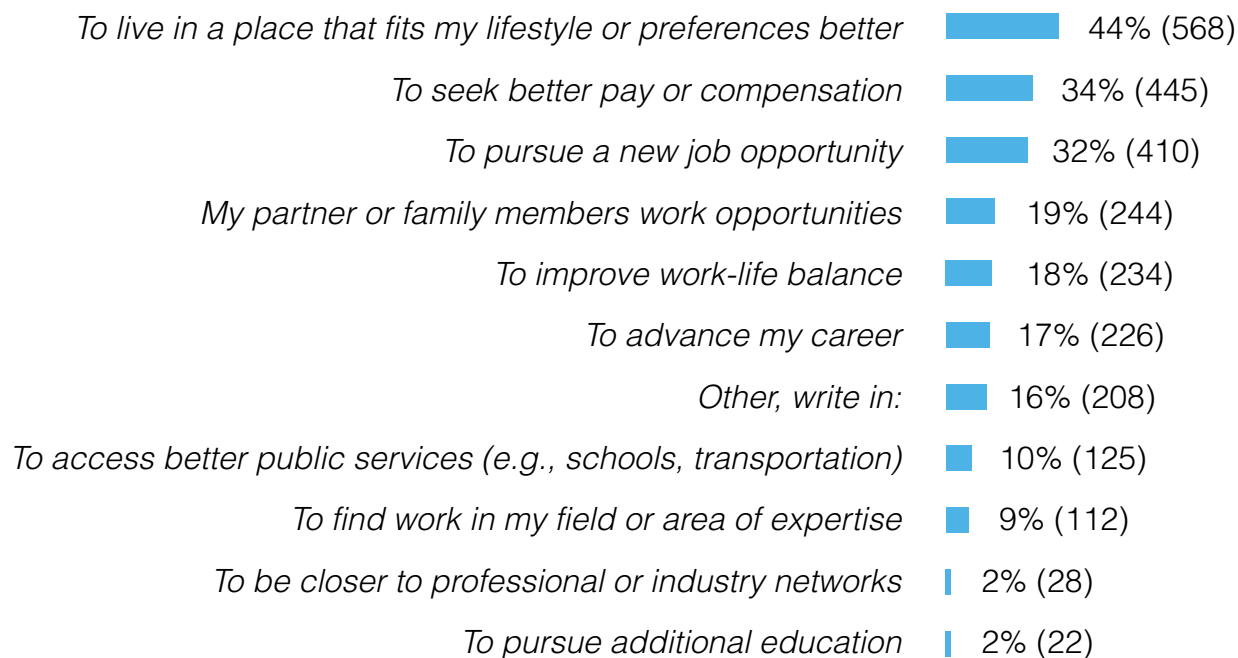 To live in a place that fits my lifestyle or preferences better 44% (568)
To seek better pay or compensation 34% (445)
To pursue a new job opportunity 32% (410)
My partner or family members work opportunities 19% (244)
To improve work-life balance 18% (234)
To advance my career 17% (226)
Other, write in: 16% (208)
To access better public services (e.g., schools, transportation) 10% (125)
To find work in my field or area of expertise 9% (112)
To be closer to professional or industry networks 2% (28)
To pursue additional education 2% (22)